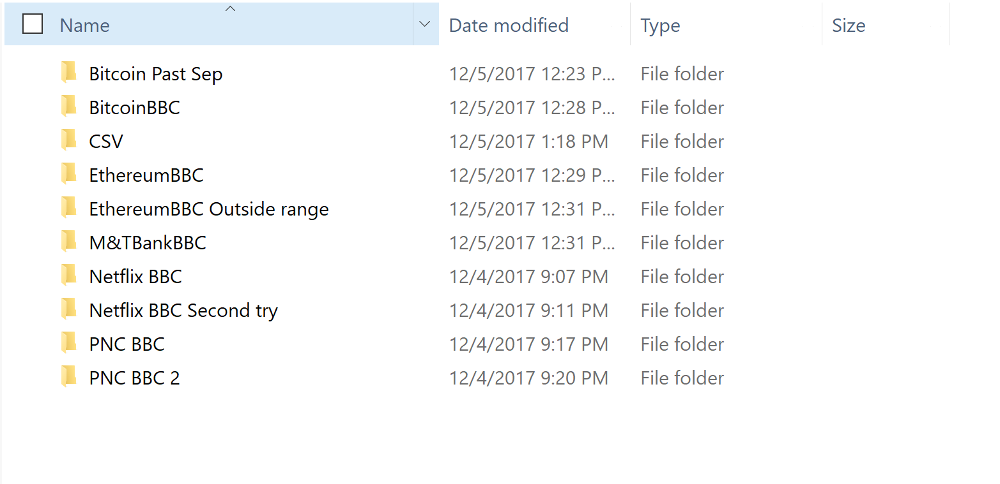 Name Date modified Type Size
Bitcoin Past Sep 12/5/2017 12:23 P... File folder
BitcoinBBC 12/5/2017 12:28 P... File folder
CSV 12/5/2017 1:18 PM File folder
EthereumBBC 12/5/2017 12:29 P... File folder
EthereumBBC Outside range 12/5/2017 12:31 P... File folder
M&TBankBBC 12/5/2017 12:31 P... File folder
Netflix BBC 12/4/2017 9:07 PM File folder
Netflix BBC Second try 12/4/2017 9:11 PM File folder
PNC BBC 12/4/2017 9:17 PM File folder
PNC BBC 2 12/4/2017 9:20 PM File folder